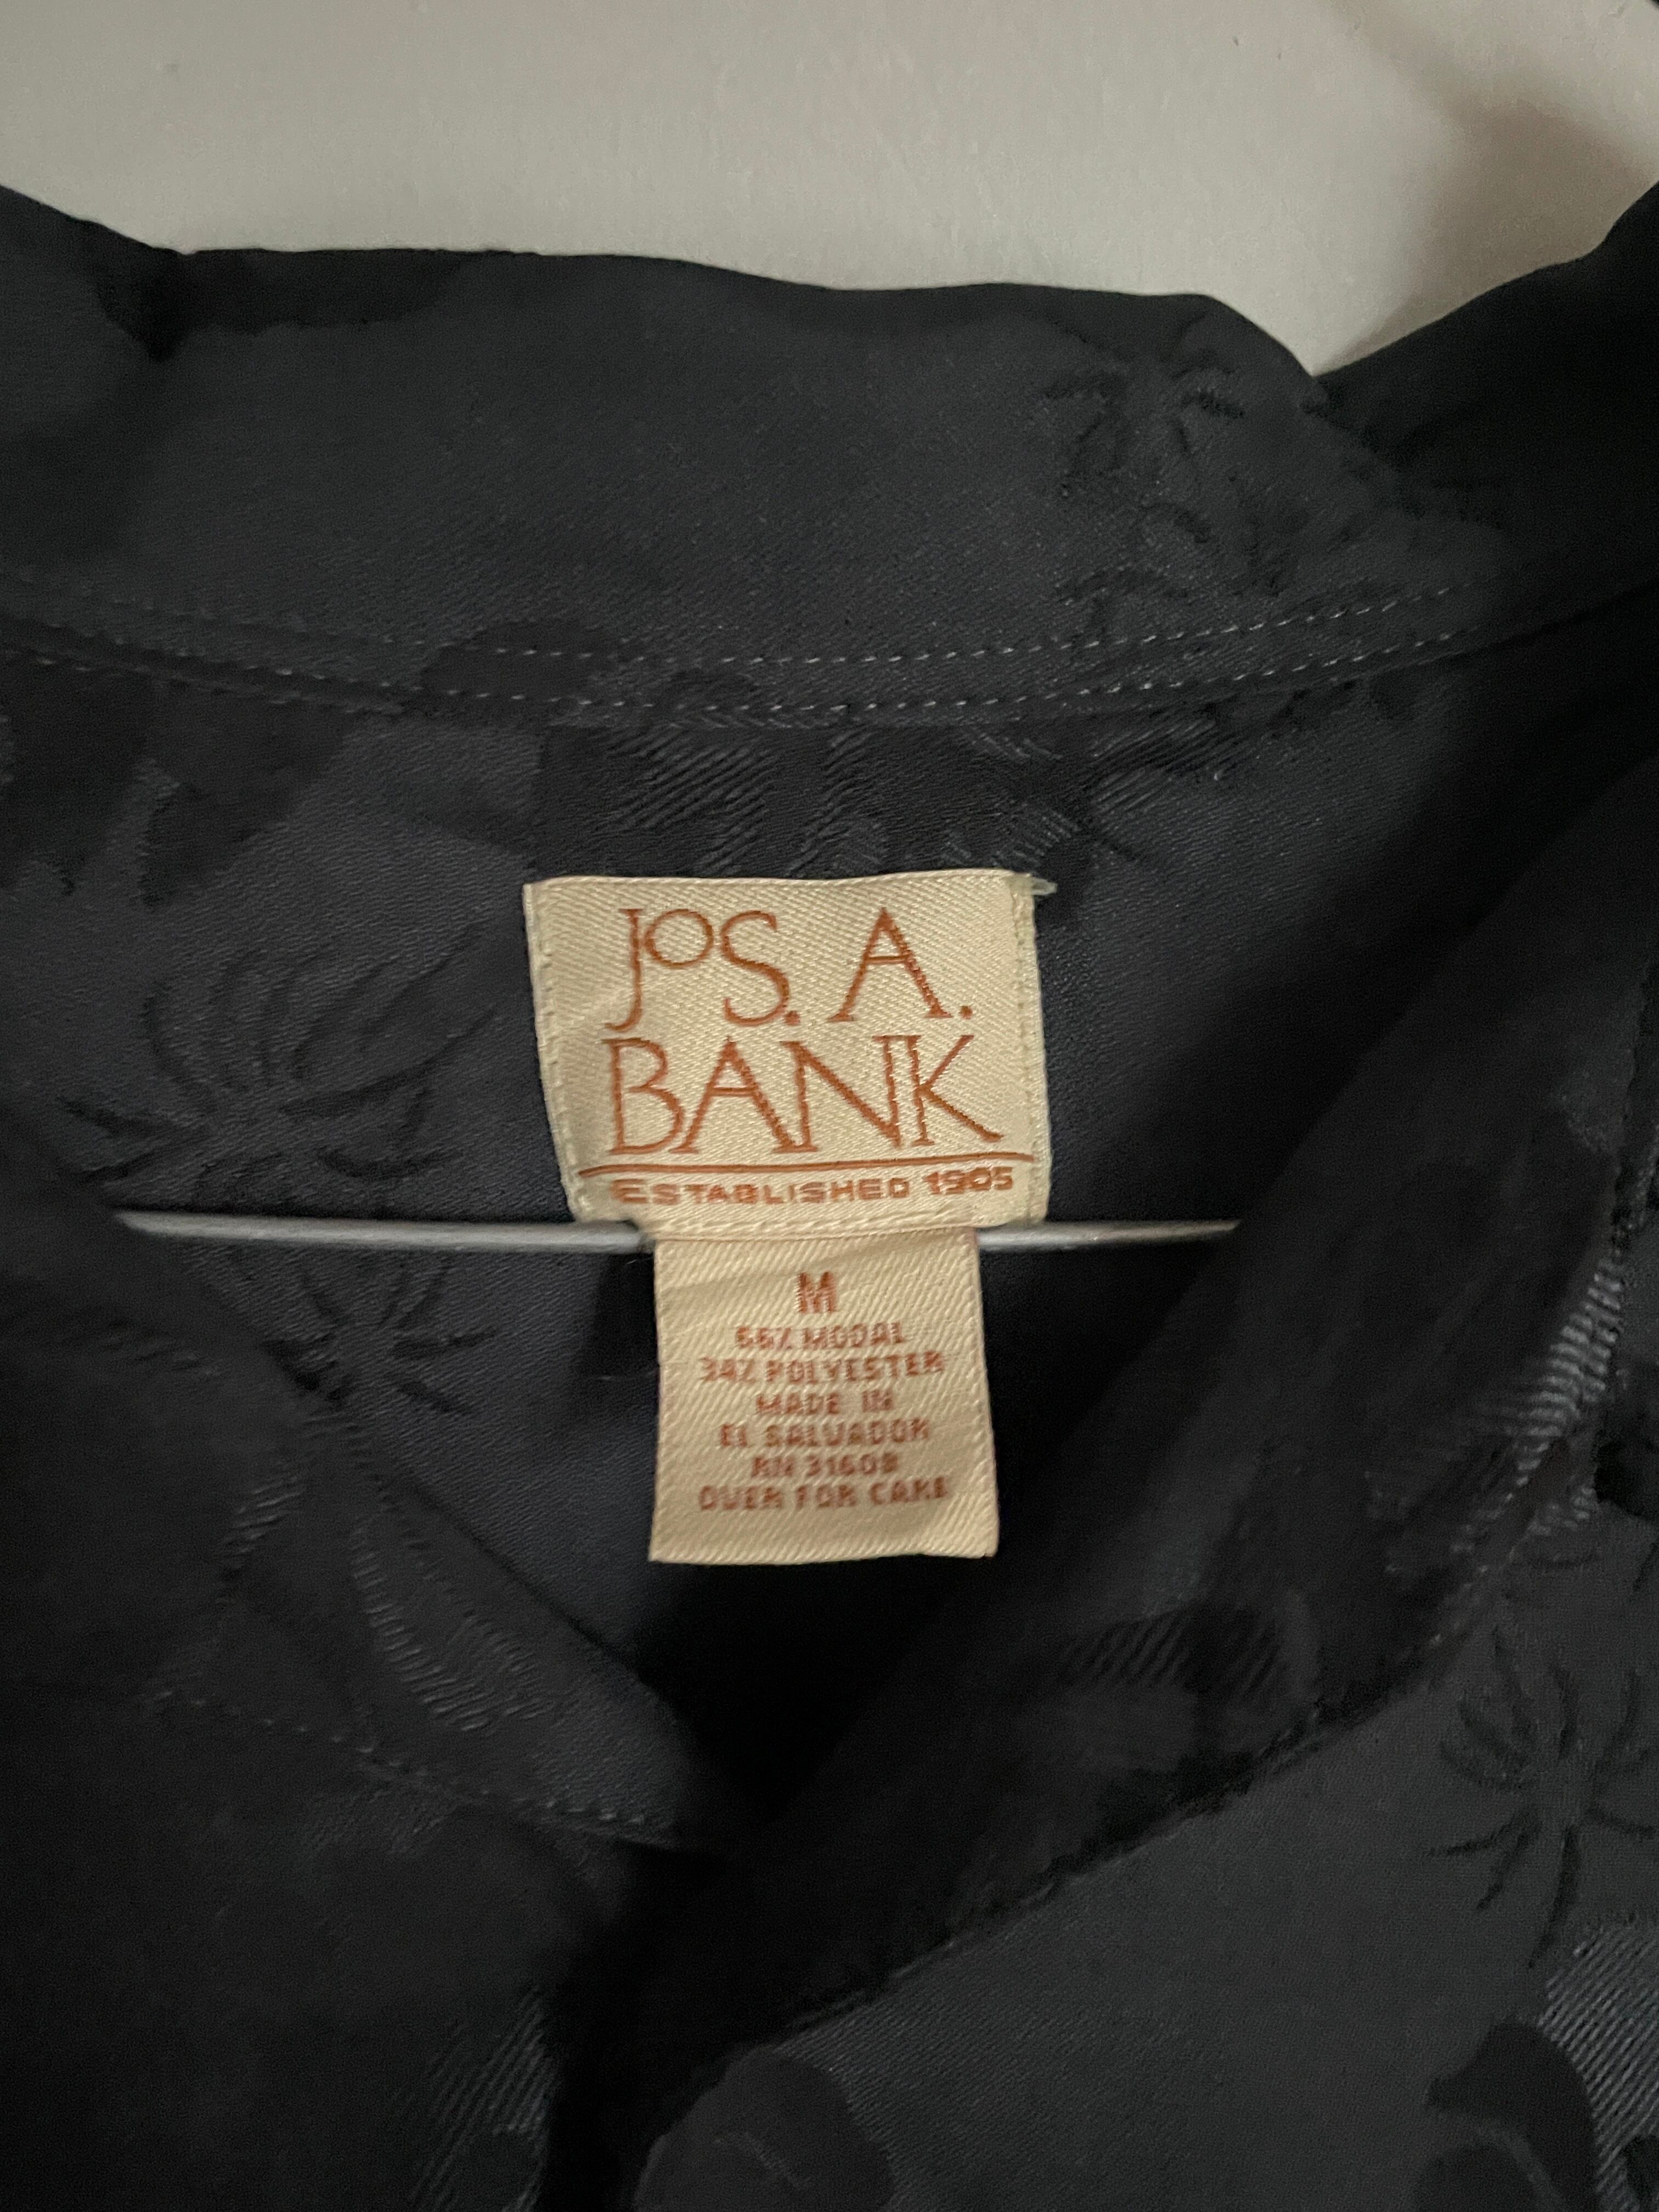 JOS. A.
BANK
ESTABLISHED 1905
M
66% MODAL
34% POLYESTER
MADE IN
EL SALVADOR
RN 31608
OVER FOR CARE